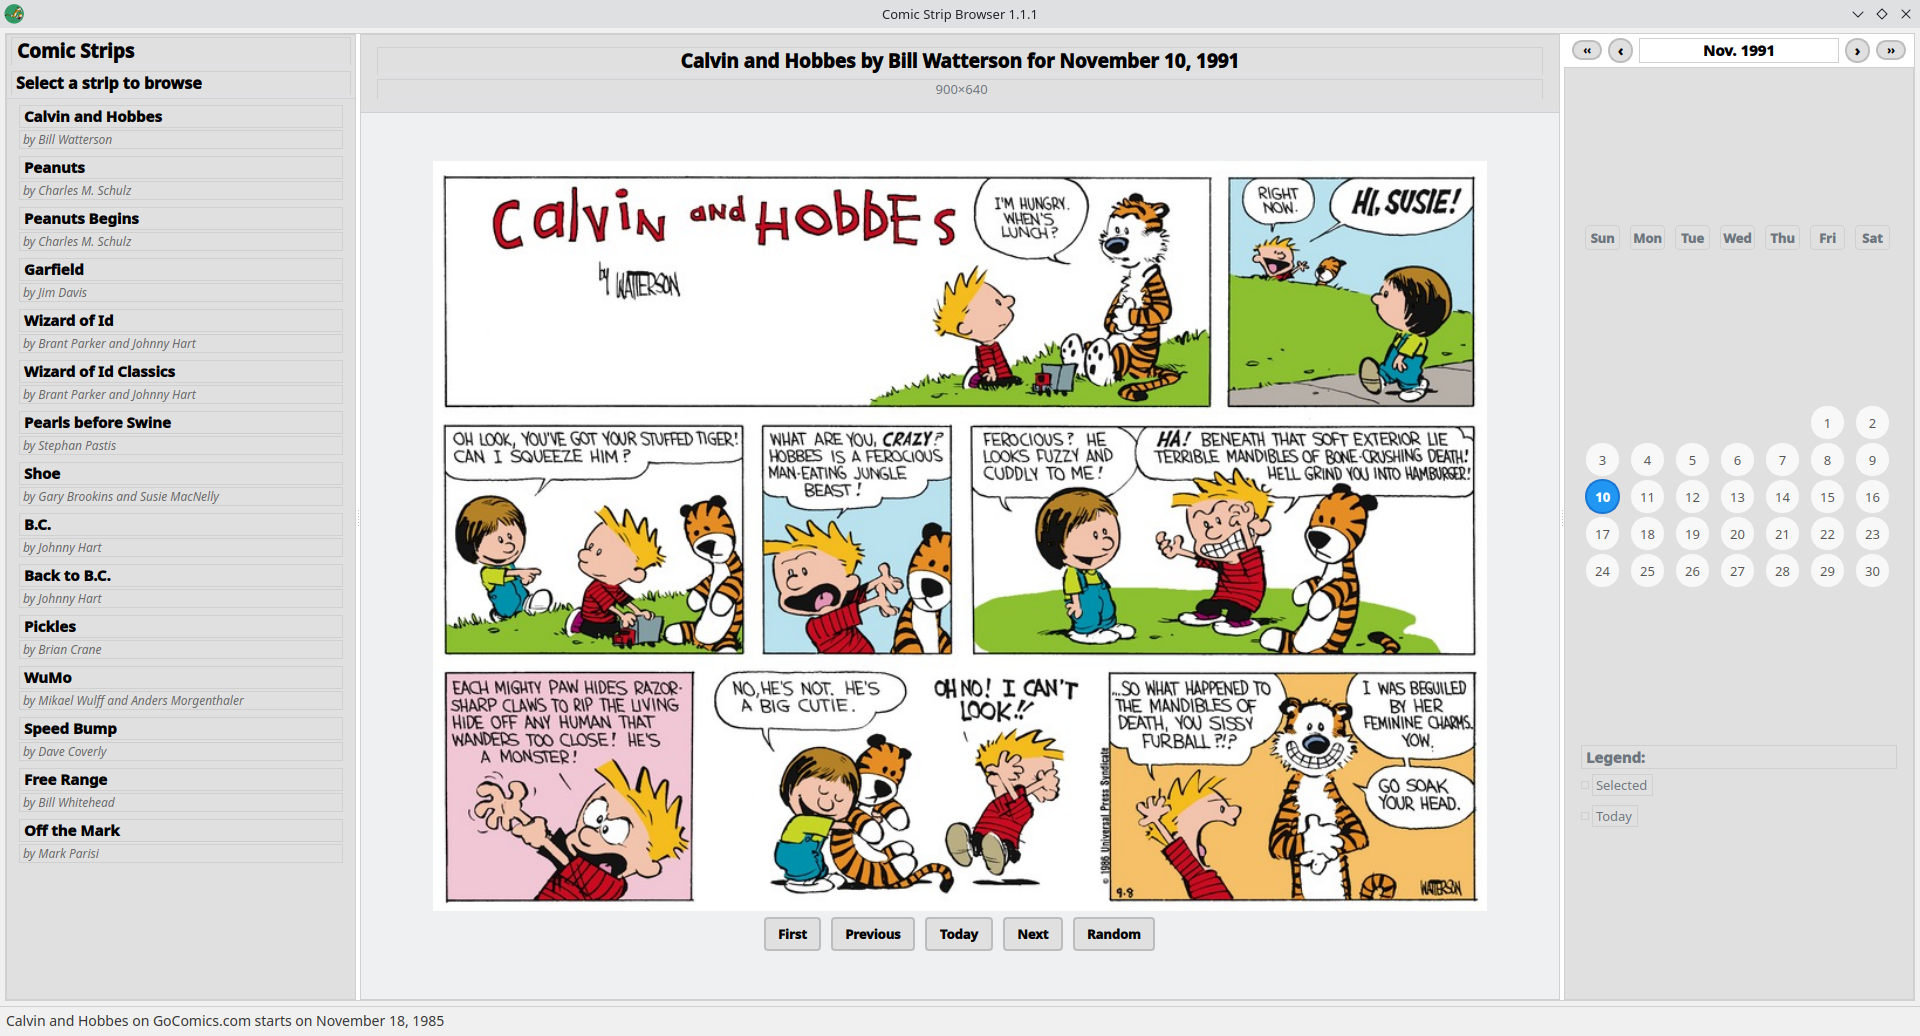 Comic Strip Browser 1.1.1
Comic Strips
Select a strip to browse
Calvin and Hobbes
by Bill Watterson
Peanuts
by Charles M. Schulz
Peanuts Begins
by Charles M. Schulz
Garfield
by Jim Davis
Wizard of Id
by Brant Parker and Johnny Hart
Wizard of Id Classics
by Brant Parker and Johnny Hart
Pearls before Swine
by Stephan Pastis
Shoe
by Gary Brookins and Susie MacNelly
B.C.
by Johnny Hart
Back to B.C.
by Johnny Hart
Pickles
by Brian Crane
WuMo
by Mikael Wulff and Anders Morgenthaler
Speed Bump
by Dave Coverly
Free Range
by Bill Whitehead
Off the Mark
by Mark Parisi
Calvin and Hobbes by Bill Watterson for November 10, 1991
900×640
Calvin and HobbEs
by WATTERSON
I'M HUNGRY.
WHEN'S
LUNCH?
RIGHT
NOW.
HI, SUSIE!
OH LOOK, YOU'VE GOT YOUR STUFFED TIGER!
CAN I SQUEEZE HIM?
WHAT ARE YOU, CRAZY?
HOBBES IS A FEROCIOUS
MAN-EATING JUNGLE
BEAST!
FEROCIOUS? HE
LOOKS FUZZY AND
CUDDLY TO ME!
HA! BENEATH THAT SOFT EXTERIOR LIE
TERRIBLE MANDIBLES OF BONE-CRUSHING DEATH!
HE'LL GRIND YOU INTO HAMBURGER!
EACH MIGHTY PAW HIDES RAZOR-
SHARP CLAWS TO RIP THE LIVING
HIDE OFF ANY HUMAN THAT
WANDERS TOO CLOSE! HE'S
A MONSTER!
NO, HE'S NOT. HE'S
A BIG CUTIE.
OH NO! I CAN'T
LOOK!!
...SO WHAT HAPPENED TO
THE MANDIBLES OF
DEATH, YOU SISSY
FURBALL?!?
I WAS BEGUILED
BY HER
FEMININE CHARMS.
YOW.
GO SOAK
YOUR HEAD.
© 1986 Universal Press Syndicate
9-8
WATTERSON
First
Previous
Today
Next
Random
« ‹ Nov. 1991 › »
Sun Mon Tue Wed Thu Fri Sat
1 2
3 4 5 6 7 8 9
10 11 12 13 14 15 16
17 18 19 20 21 22 23
24 25 26 27 28 29 30
Legend:
Selected
Today
Calvin and Hobbes on GoComics.com starts on November 18, 1985